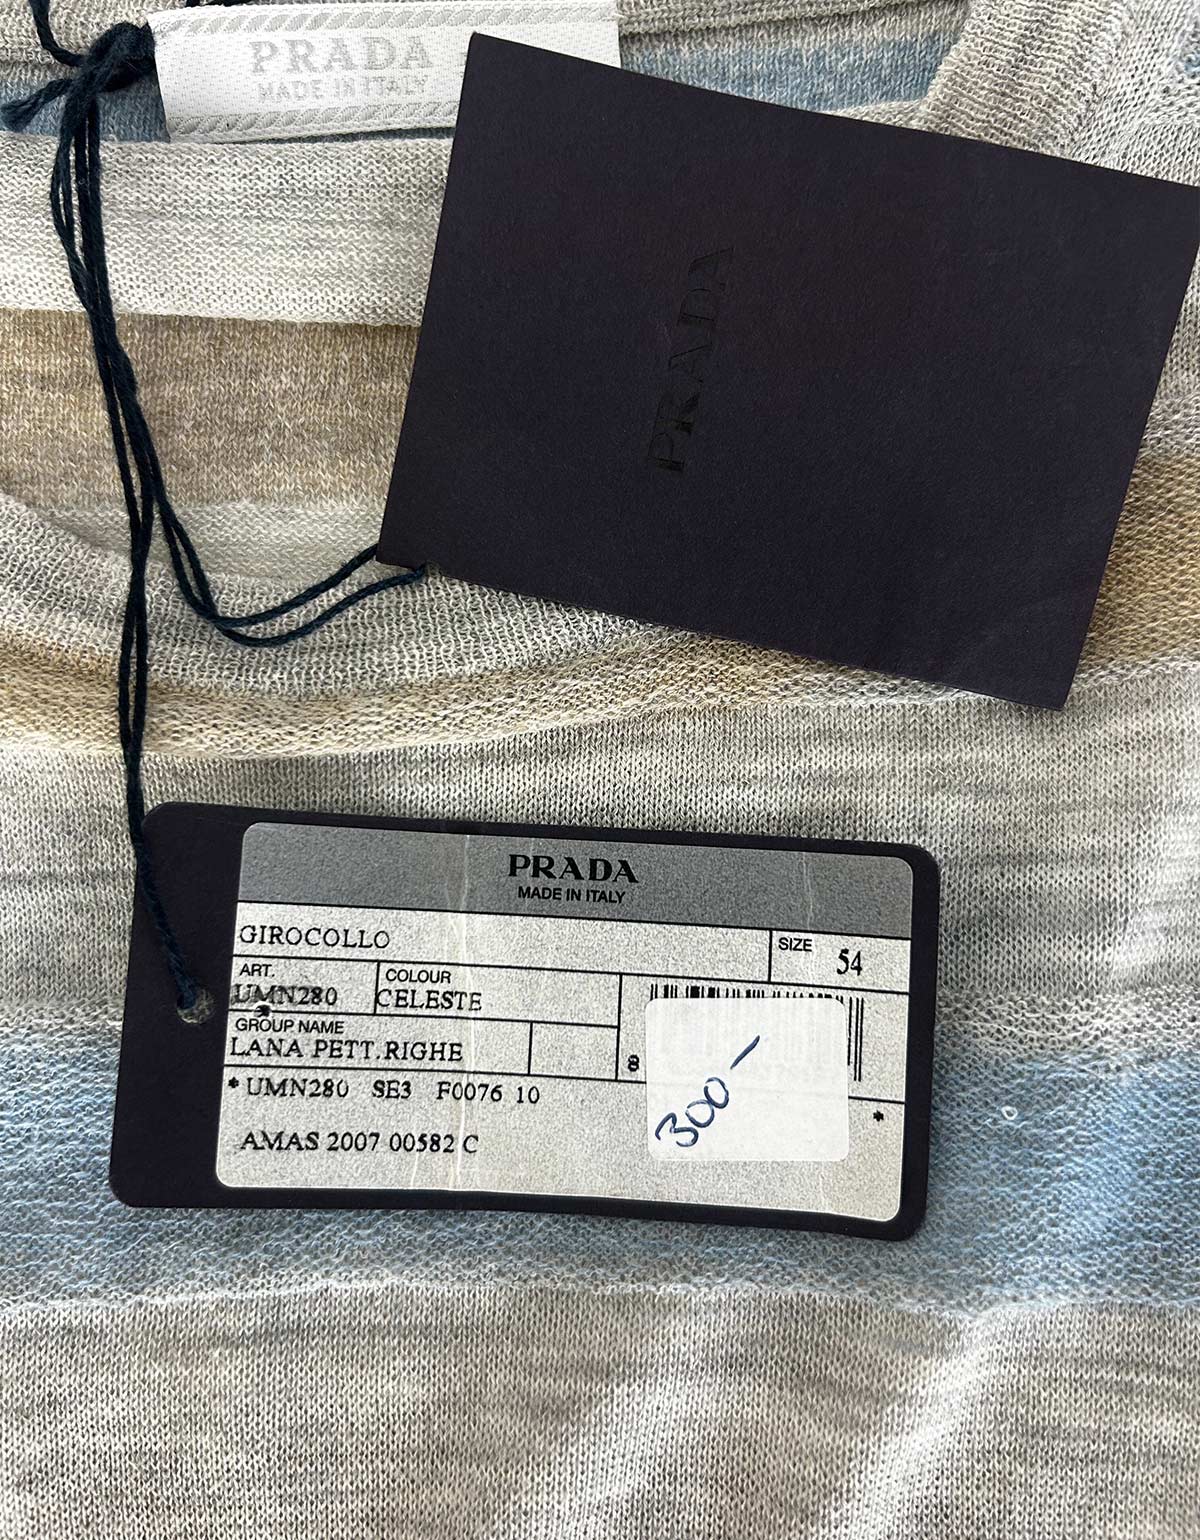 PRADA
MADE IN ITALY
PRADA
PRADA
MADE IN ITALY
GIROCOLLO
SIZE 54
ART. COLOUR
UMN280 CELESTE
GROUP NAME
LANA PETT.RIGHE
8
* UMN280 SE3 F0076 10 *
AMAS 2007 00582 C
300-